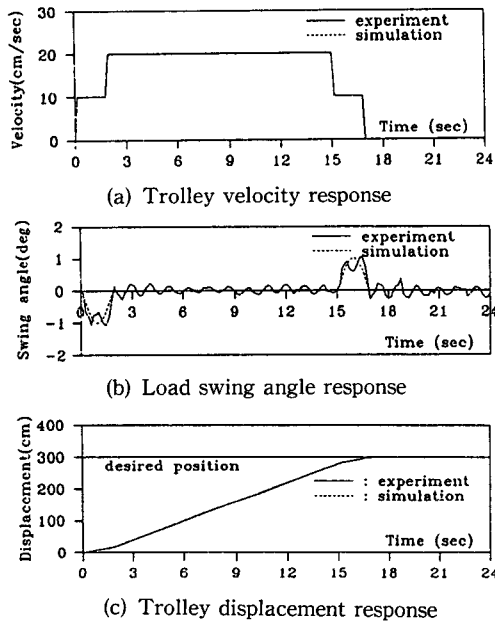 30
20
10
0
Velocity(cm/sec)
experiment
simulation
Time (sec)
0 3 6 9 12 15 18 21 24
(a) Trolley velocity response
2
1
0
-1
-2
Swing angle(deg)
experiment
simulation
0 3 6 9 12 15 18 21 24
Time (sec)
(b) Load swing angle response
400
300
200
100
0
Displacement(cm)
desired position
: experiment
: simulation
Time (sec)
0 3 6 9 12 15 18 21 24
(c) Trolley displacement response